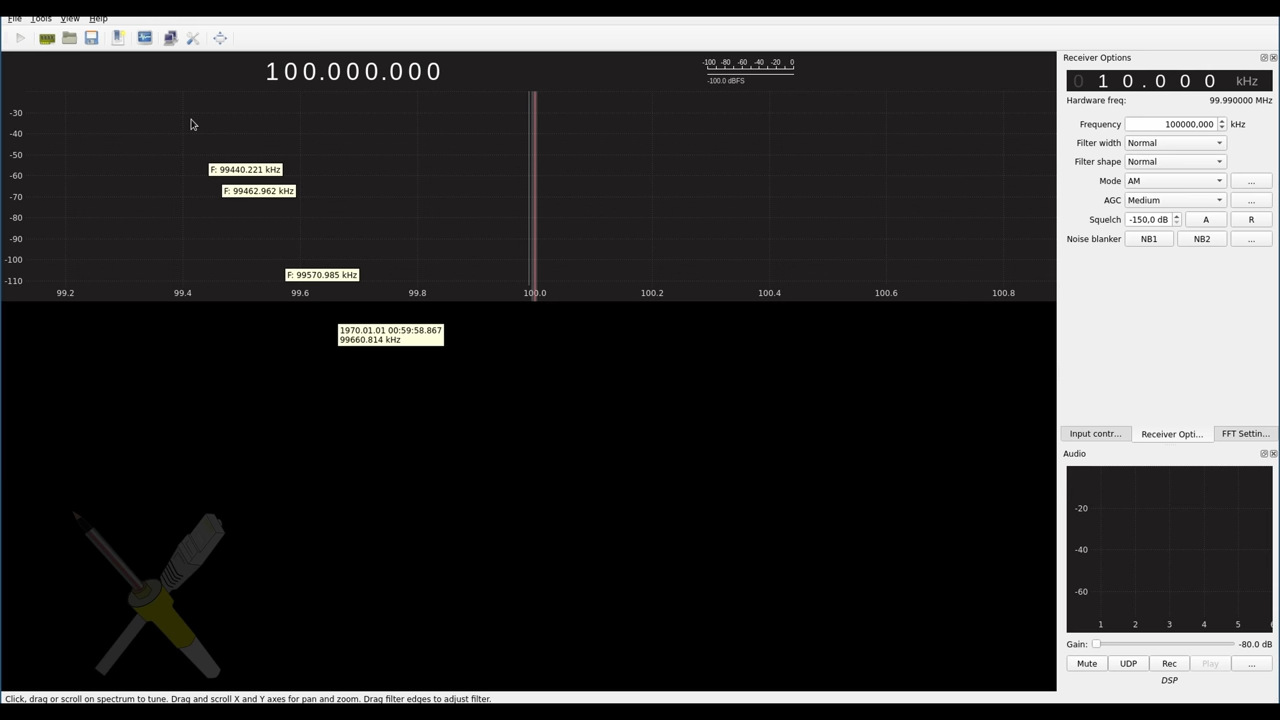 File Tools View Help
100.000.000
-100 -80 -60 -40 -20 0
-100.0 dBFS
-30
-40
-50
-60
-70
-80
-90
-100
-110
F: 99440.221 kHz
F: 99462.962 kHz
F: 99570.985 kHz
99.2 99.4 99.6 99.8 100.0 100.2 100.4 100.6 100.8
1970.01.01 00:59:58.867
99660.814 kHz
Receiver Options
0 10.000 kHz
Hardware freq: 99.990000 MHz
Frequency 100000,000 kHz
Filter width Normal
Filter shape Normal
Mode AM ...
AGC Medium ...
Squelch -150,0 dB A R
Noise blanker NB1 NB2 ...
Input contr... Receiver Opti... FFT Settin...
Audio
-20
-40
-60
1 2 3 4 5
Gain: -80.0 dB
Mute UDP Rec Play ...
DSP
Click, drag or scroll on spectrum to tune. Drag and scroll X and Y axes for pan and zoom. Drag filter edges to adjust filter.